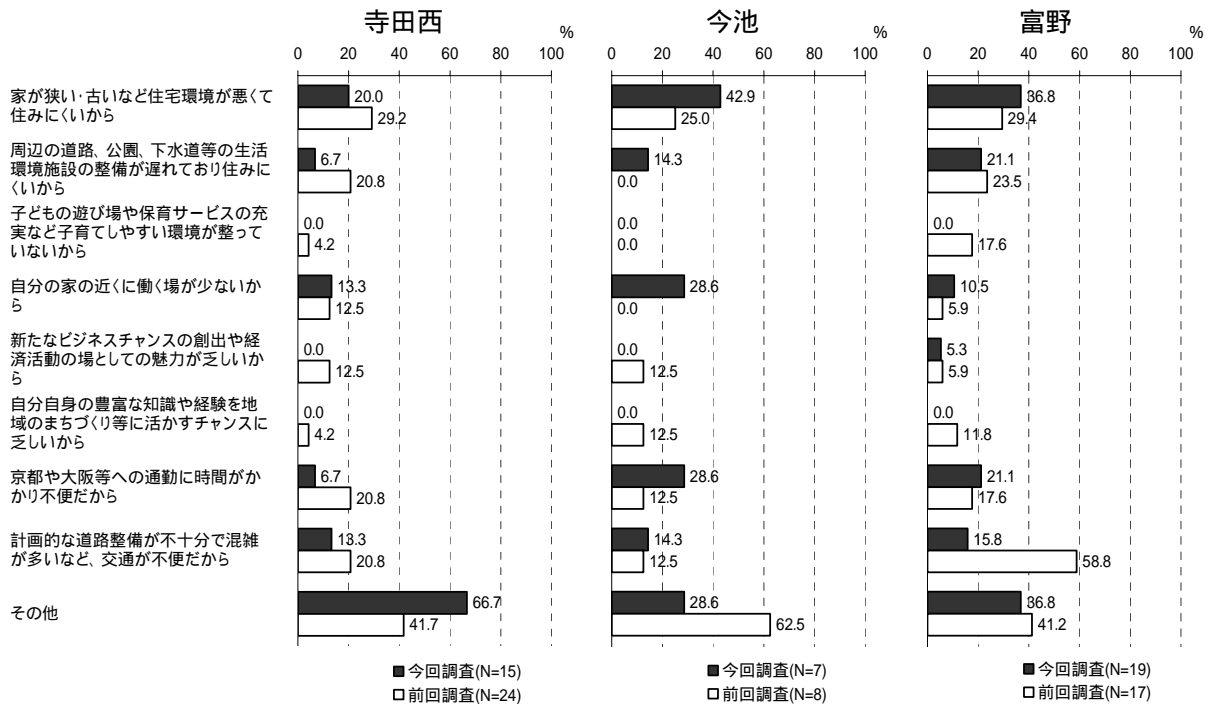 寺田西
今池
富野
%
%
%
0 20 40 60 80 100
0 20 40 60 80 100
0 20 40 60 80 100
家が狭い・古いなど住宅環境が悪くて
住みにくいから
20.0
29.2
42.9
25.0
36.8
29.4
周辺の道路、公園、下水道等の生活
環境施設の整備が遅れており住みに
くいから
6.7
20.8
14.3
0.0
21.1
23.5
子どもの遊び場や保育サービスの充
実など子育てしやすい環境が整って
いないから
0.0
4.2
0.0
0.0
0.0
17.6
自分の家の近くに働く場が少ないか
ら
13.3
12.5
28.6
0.0
10.5
5.9
新たなビジネスチャンスの創出や経
済活動の場としての魅力が乏しいか
ら
0.0
12.5
0.0
12.5
5.3
5.9
自分自身の豊富な知識や経験を地
域のまちづくり等に活かすチャンスに
乏しいから
0.0
4.2
0.0
12.5
0.0
11.8
京都や大阪等への通勤に時間がか
かり不便だから
6.7
20.8
28.6
12.5
21.1
17.6
計画的な道路整備が不十分で混雑
が多いなど、交通が不便だから
13.3
20.8
14.3
12.5
15.8
58.8
その他
66.7
41.7
28.6
62.5
36.8
41.2
今回調査(N=15)
前回調査(N=24)
今回調査(N=7)
前回調査(N=8)
今回調査(N=19)
前回調査(N=17)